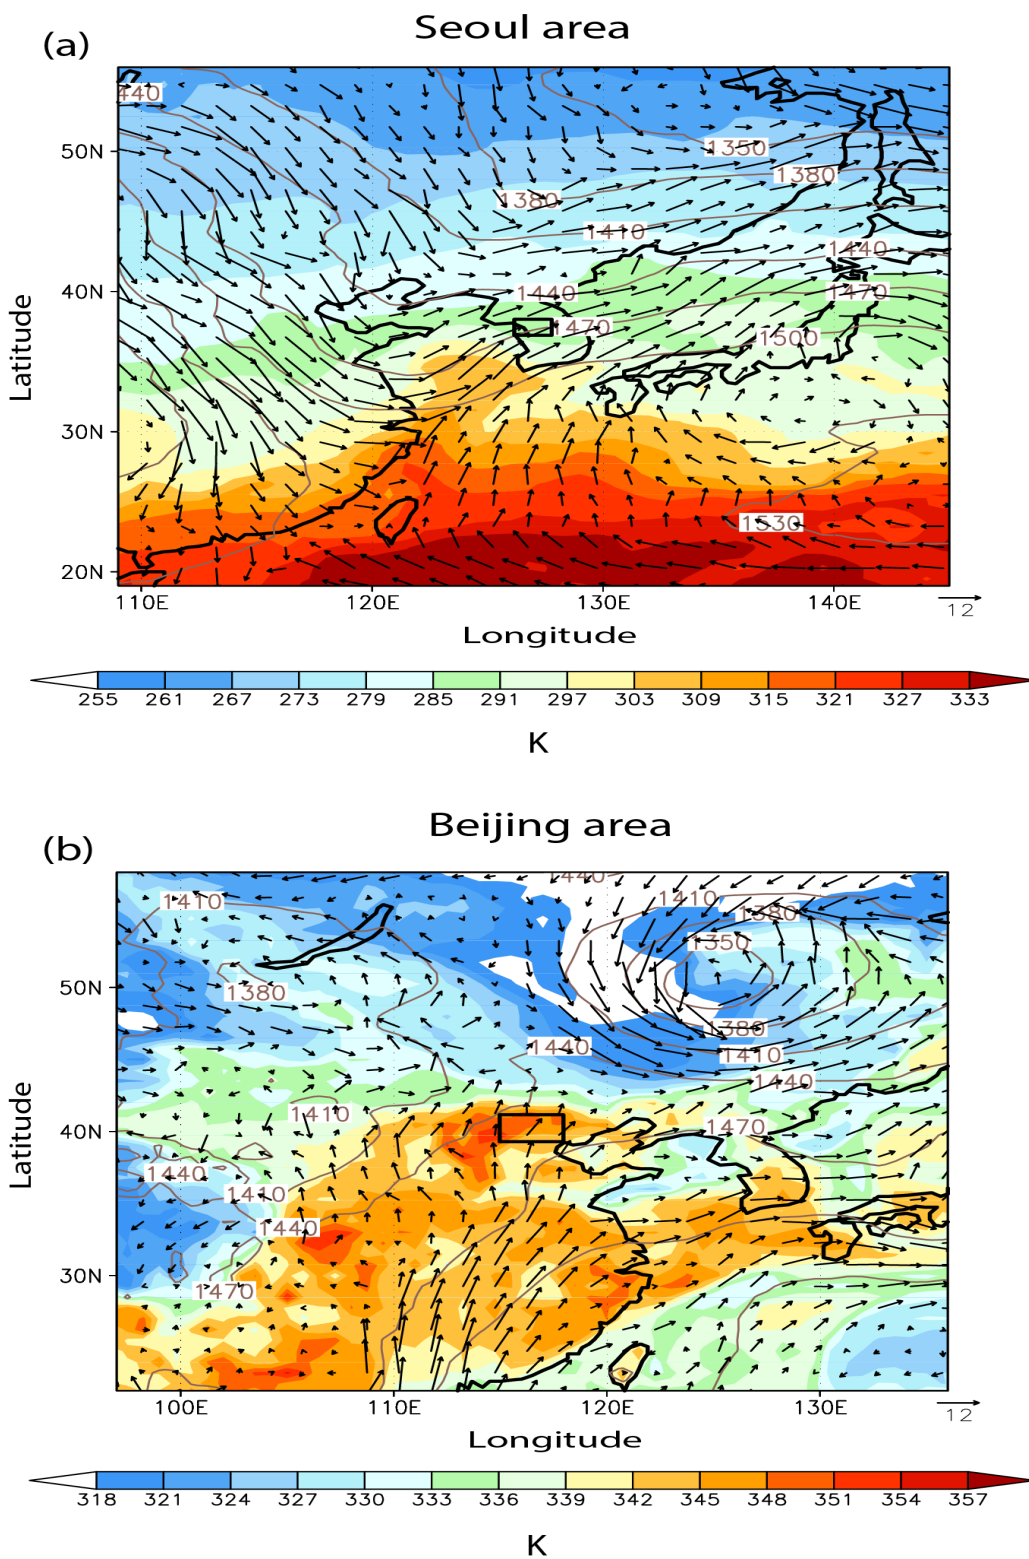 Seoul area
(a)
440
50N
1350
1380
1380
1410
1440
40N
1440
1470
1470
1500
Latitude
30N
1530
20N
110E 120E 130E 140E
12
Longitude
255 261 267 273 279 285 291 297 303 309 315 321 327 333
K
Beijing area
(b)
1440
1410
1410
1380
1350
50N
1380
1380
1440
1410
1440
1410
1470
Latitude
40N
1440
1410
1440
30N
1470
100E 110E 120E 130E
12
Longitude
318 321 324 327 330 333 336 339 342 345 348 351 354 357
K